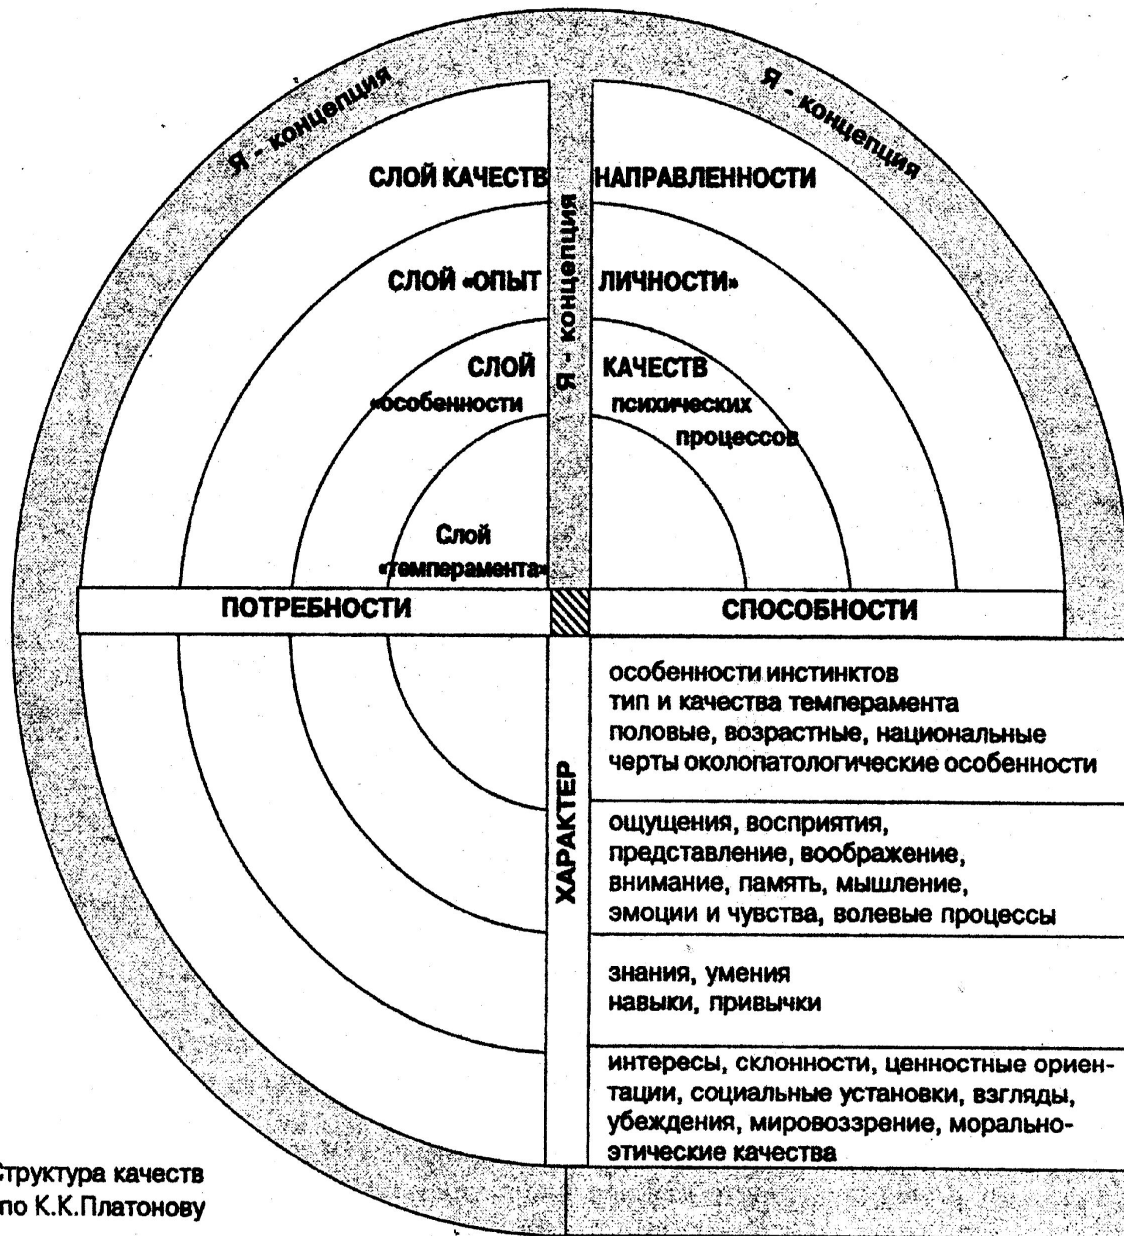 Я - концепция
Я - концепция
СЛОЙ КАЧЕСТВ НАПРАВЛЕННОСТИ
Я - концепция
СЛОЙ «ОПЫТ ЛИЧНОСТИ»
СЛОЙ КАЧЕСТВ
«особенности психических
процессов
Слой
«темперамента»
ПОТРЕБНОСТИ
СПОСОБНОСТИ
ХАРАКТЕР
особенности инстинктов
тип и качества темперамента
половые, возрастные, национальные
черты околопатологические особенности
ощущения, восприятия,
представление, воображение,
внимание, память, мышление,
эмоции и чувства, волевые процессы
знания, умения
навыки, привычки
интересы, склонности, ценностные ориен-
тации, социальные установки, взгляды,
убеждения, мировоззрение, морально-
этические качества
Структура качеств
по К.К.Платонову